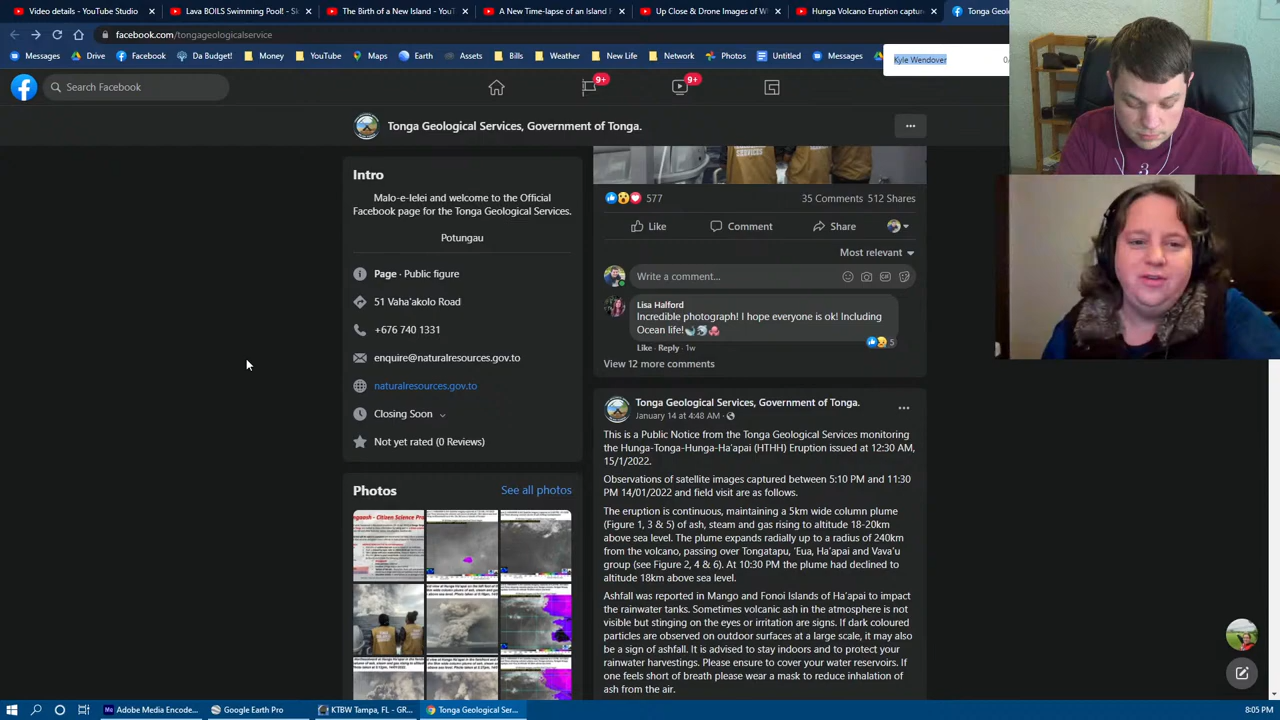 Video details - YouTube Studio
Lava BOILS Swimming Pool! - Sk
The Birth of a New Island - YouT
A New Time-lapse of an Island F
Up Close & Drone Images of W
Hunga Volcano Eruption capture
Tonga Geolo
facebook.com/tongageologicalservice
Messages
Drive
Facebook
Da Budget!
Money
YouTube
Maps
Earth
Assets
Bills
Weather
New Life
Network
Photos
Untitled
Messages
Kyle Wendover
0/
Search Facebook
9+
9+
Tonga Geological Services, Government of Tonga.
Intro
Malo-e-lelei and welcome to the Official
Facebook page for the Tonga Geological Services.
Potungau
Page · Public figure
51 Vaha'akolo Road
+676 740 1331
enquire@naturalresources.gov.to
naturalresources.gov.to
Closing Soon
Not yet rated (0 Reviews)
Photos
See all photos
SERVICES
577
35 Comments 512 Shares
Like
Comment
Share
Most relevant
Write a comment...
GIF
Lisa Halford
Incredible photograph! I hope everyone is ok! Including
Ocean life!
Like · Reply · 1w
5
View 12 more comments
Tonga Geological Services, Government of Tonga.
January 14 at 4:48 AM ·
This is a Public Notice from the Tonga Geological Services monitoring
the Hunga-Tonga-Hunga-Ha'apai (HTHH) Eruption issued at 12:30 AM,
15/1/2022.
Observations of satellite images captured between 5:10 PM and 11:30
PM 14/01/2022 and field visit are as follows.
The eruption is continuous, maintaining a 5km wide column plume
(Figure 1, 3 & 5) of ash, steam and gas rising to altitude 18-20km
above sea level. The plume expands radially up to a radius of 240km
from the volcano, passing over Tongatapu, 'Eua, Ha'apai and Vava'u
group (see Figure 2, 4 & 6). At 10:30 PM the plume had declined to
altitude 18km above sea level.
Ashfall was reported in Mango and Fonoi Islands of Ha'apai to impact
the rainwater tanks. Sometimes volcanic ash in the atmosphere is not
visible but stinging on the eyes or irritation are signs. If dark coloured
particles are observed on outdoor surfaces at a large scale, it may also
be a sign of ashfall. It is advised to stay indoors and protect your
rainwater harvestings. Please ensure to cover your water reservoirs. If
one feels short of breath please wear a mask to reduce inhalation of
ash from the air.
3
Adobe Media Encode...
Google Earth Pro
KTBW Tampa, FL - GR...
Tonga Geological Ser...
8:05 PM